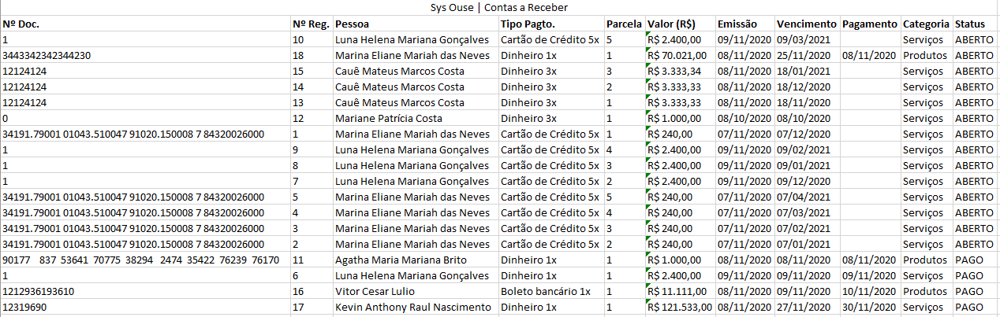 Sys Ouse | Contas a Receber
Nº Doc. Nº Reg. Pessoa Tipo Pagto. Parcela Valor (R$) Emissão Vencimento Pagamento Categoria Status
1 10 Luna Helena Mariana Gonçalves Cartão de Crédito 5x 5 R$ 2.400,00 09/11/2020 09/03/2021 Serviços ABERTO
3443342342344230 18 Marina Eliane Mariah das Neves Dinheiro 1x 1 R$ 70.021,00 08/11/2020 25/11/2020 08/11/2020 Produtos ABERTO
12124124 15 Cauê Mateus Marcos Costa Dinheiro 3x 3 R$ 3.333,34 08/11/2020 18/01/2021 Serviços ABERTO
12124124 14 Cauê Mateus Marcos Costa Dinheiro 3x 2 R$ 3.333,33 08/11/2020 18/12/2020 Serviços ABERTO
12124124 13 Cauê Mateus Marcos Costa Dinheiro 3x 1 R$ 3.333,33 08/11/2020 18/11/2020 Serviços ABERTO
0 12 Mariane Patrícia Costa Dinheiro 3x 1 R$ 1.000,00 08/10/2020 08/10/2020 Serviços ABERTO
34191.79001 01043.510047 91020.150008 7 84320026000 1 Marina Eliane Mariah das Neves Cartão de Crédito 5x 1 R$ 240,00 07/11/2020 07/12/2020 Serviços ABERTO
1 9 Luna Helena Mariana Gonçalves Cartão de Crédito 5x 4 R$ 2.400,00 09/11/2020 09/02/2021 Serviços ABERTO
1 8 Luna Helena Mariana Gonçalves Cartão de Crédito 5x 3 R$ 2.400,00 09/11/2020 09/01/2021 Serviços ABERTO
1 7 Luna Helena Mariana Gonçalves Cartão de Crédito 5x 2 R$ 2.400,00 09/11/2020 09/12/2020 Serviços ABERTO
34191.79001 01043.510047 91020.150008 7 84320026000 5 Marina Eliane Mariah das Neves Cartão de Crédito 5x 5 R$ 240,00 07/11/2020 07/04/2021 Serviços ABERTO
34191.79001 01043.510047 91020.150008 7 84320026000 4 Marina Eliane Mariah das Neves Cartão de Crédito 5x 4 R$ 240,00 07/11/2020 07/03/2021 Serviços ABERTO
34191.79001 01043.510047 91020.150008 7 84320026000 3 Marina Eliane Mariah das Neves Cartão de Crédito 5x 3 R$ 240,00 07/11/2020 07/02/2021 Serviços ABERTO
34191.79001 01043.510047 91020.150008 7 84320026000 2 Marina Eliane Mariah das Neves Cartão de Crédito 5x 2 R$ 240,00 07/11/2020 07/01/2021 Serviços ABERTO
90177 837 53641 70775 38294 2474 35422 76239 76170 11 Agatha Maria Mariana Brito Dinheiro 1x 1 R$ 1.000,00 08/11/2020 08/11/2020 08/11/2020 Produtos PAGO
1 6 Luna Helena Mariana Gonçalves Dinheiro 1x 1 R$ 2.400,00 09/11/2020 09/11/2020 09/11/2020 Serviços PAGO
1212936193610 16 Vitor Cesar Lulio Boleto bancário 1x 1 R$ 11.111,00 08/11/2020 09/11/2020 10/11/2020 Produtos PAGO
12319690 17 Kevin Anthony Raul Nascimento Dinheiro 1x 1 R$ 121.533,00 08/11/2020 27/11/2020 30/11/2020 Serviços PAGO